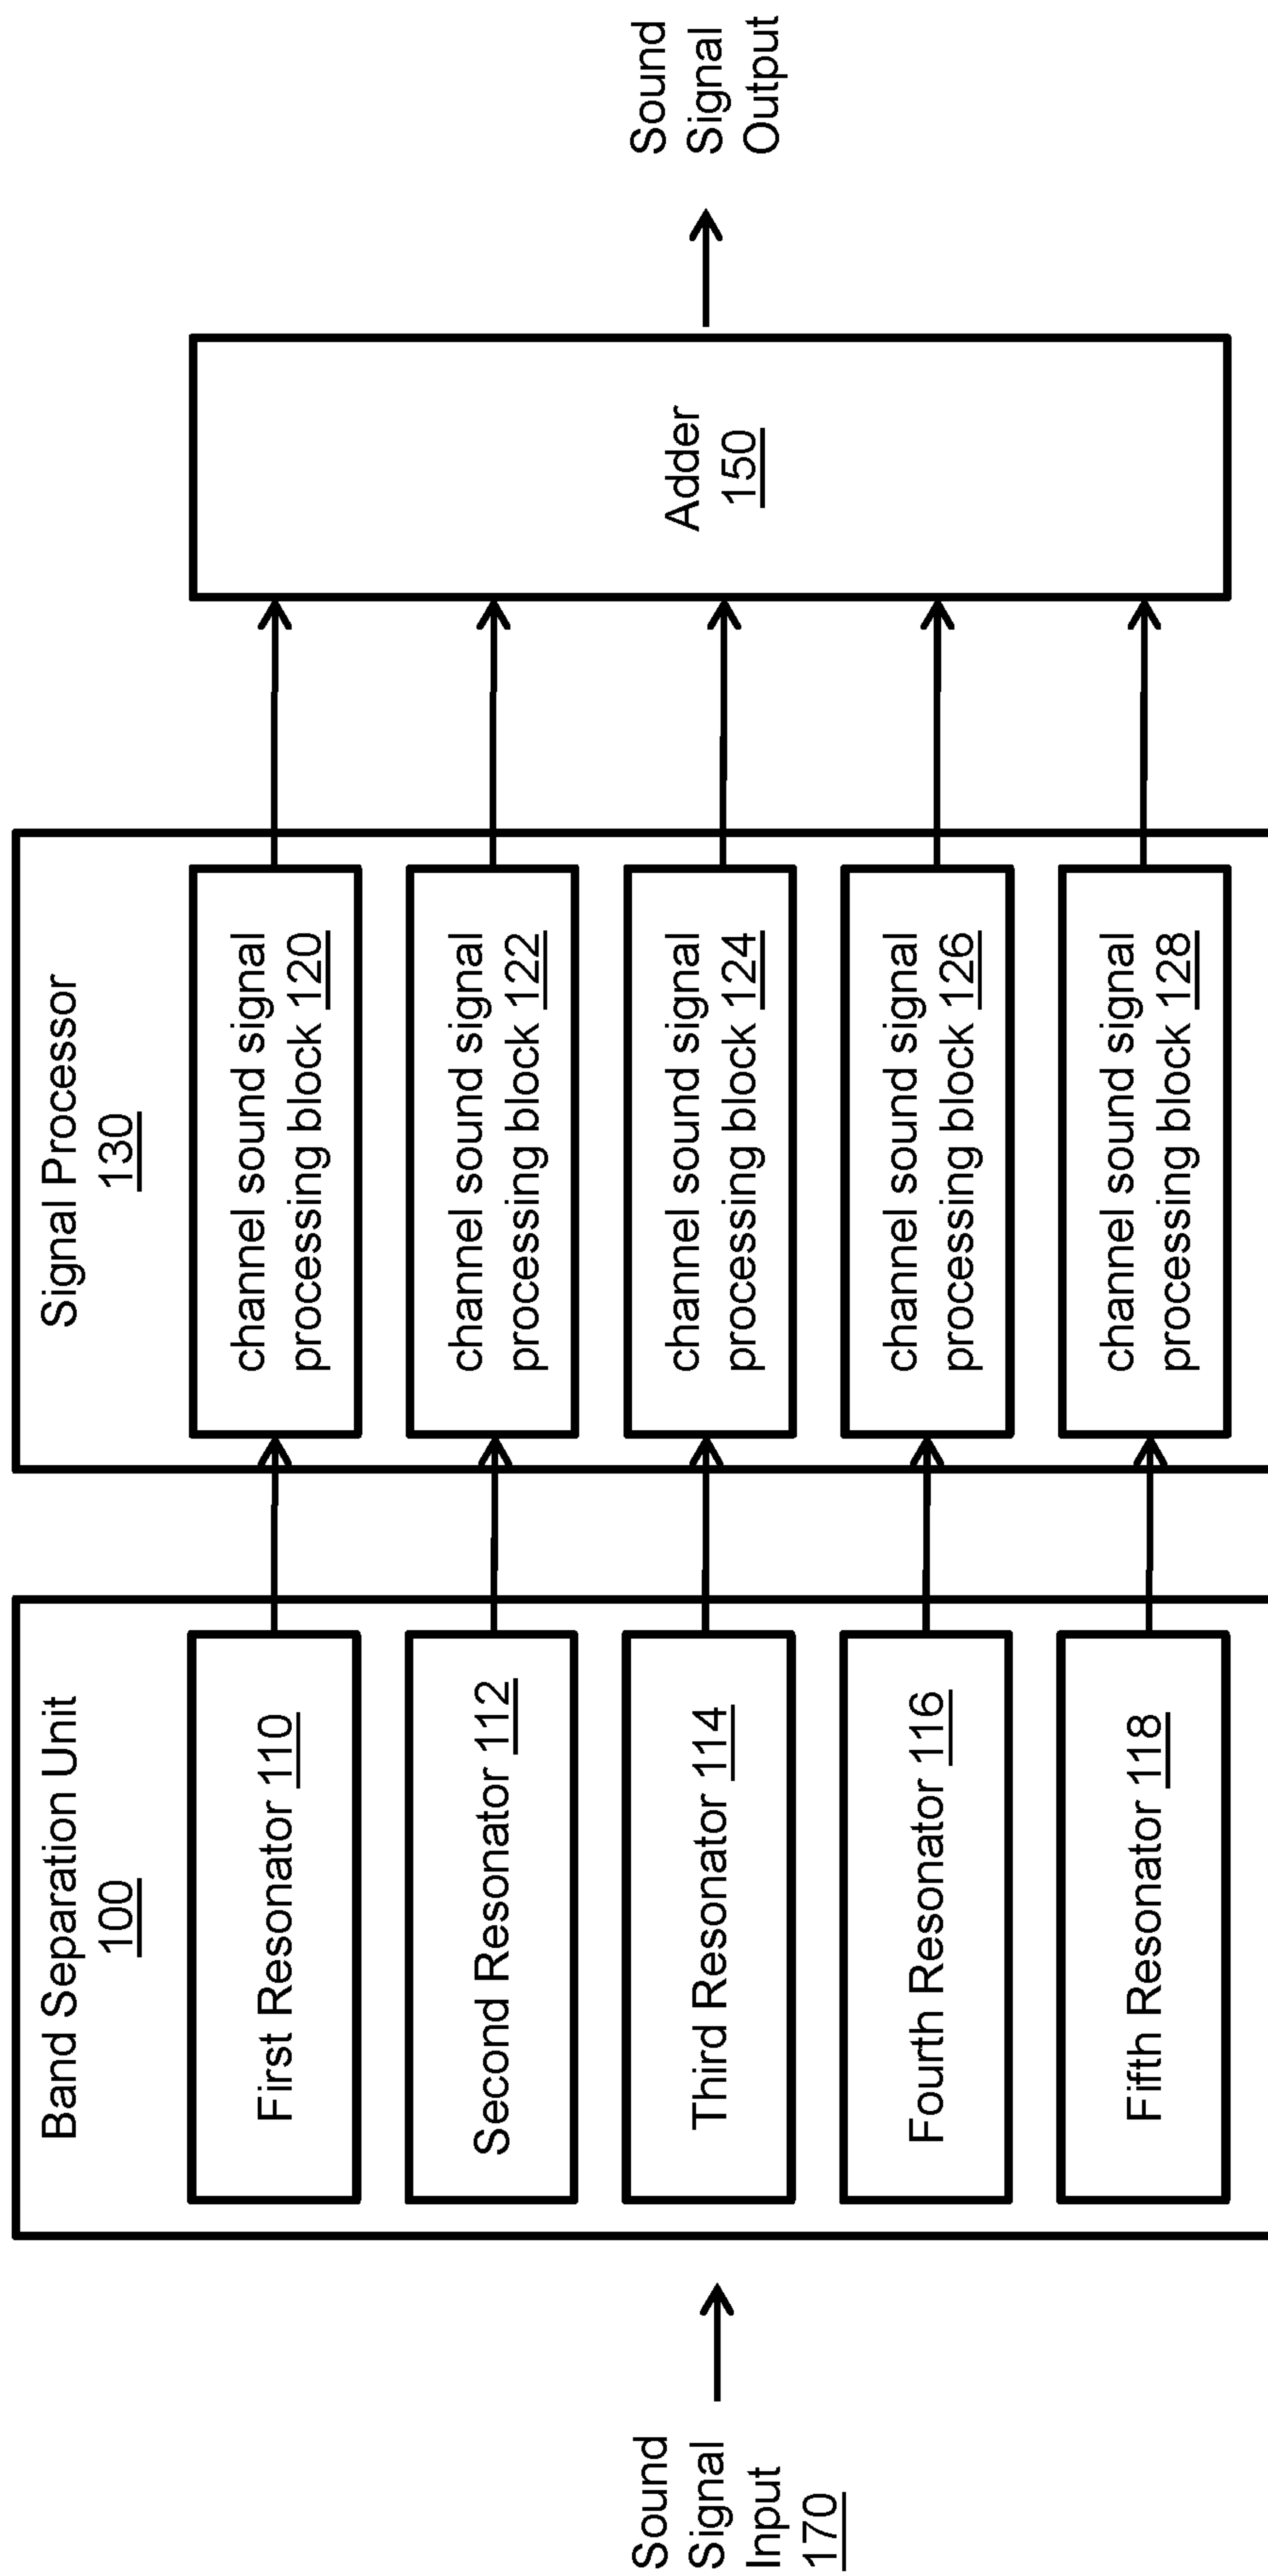 Sound
Signal
Input
170
Band Separation Unit
100
First Resonator 110
Second Resonator 112
Third Resonator 114
Fourth Resonator 116
Fifth Resonator 118
Signal Processor
130
channel sound signal
processing block 120
channel sound signal
processing block 122
channel sound signal
processing block 124
channel sound signal
processing block 126
channel sound signal
processing block 128
Adder
150
Sound
Signal
Output